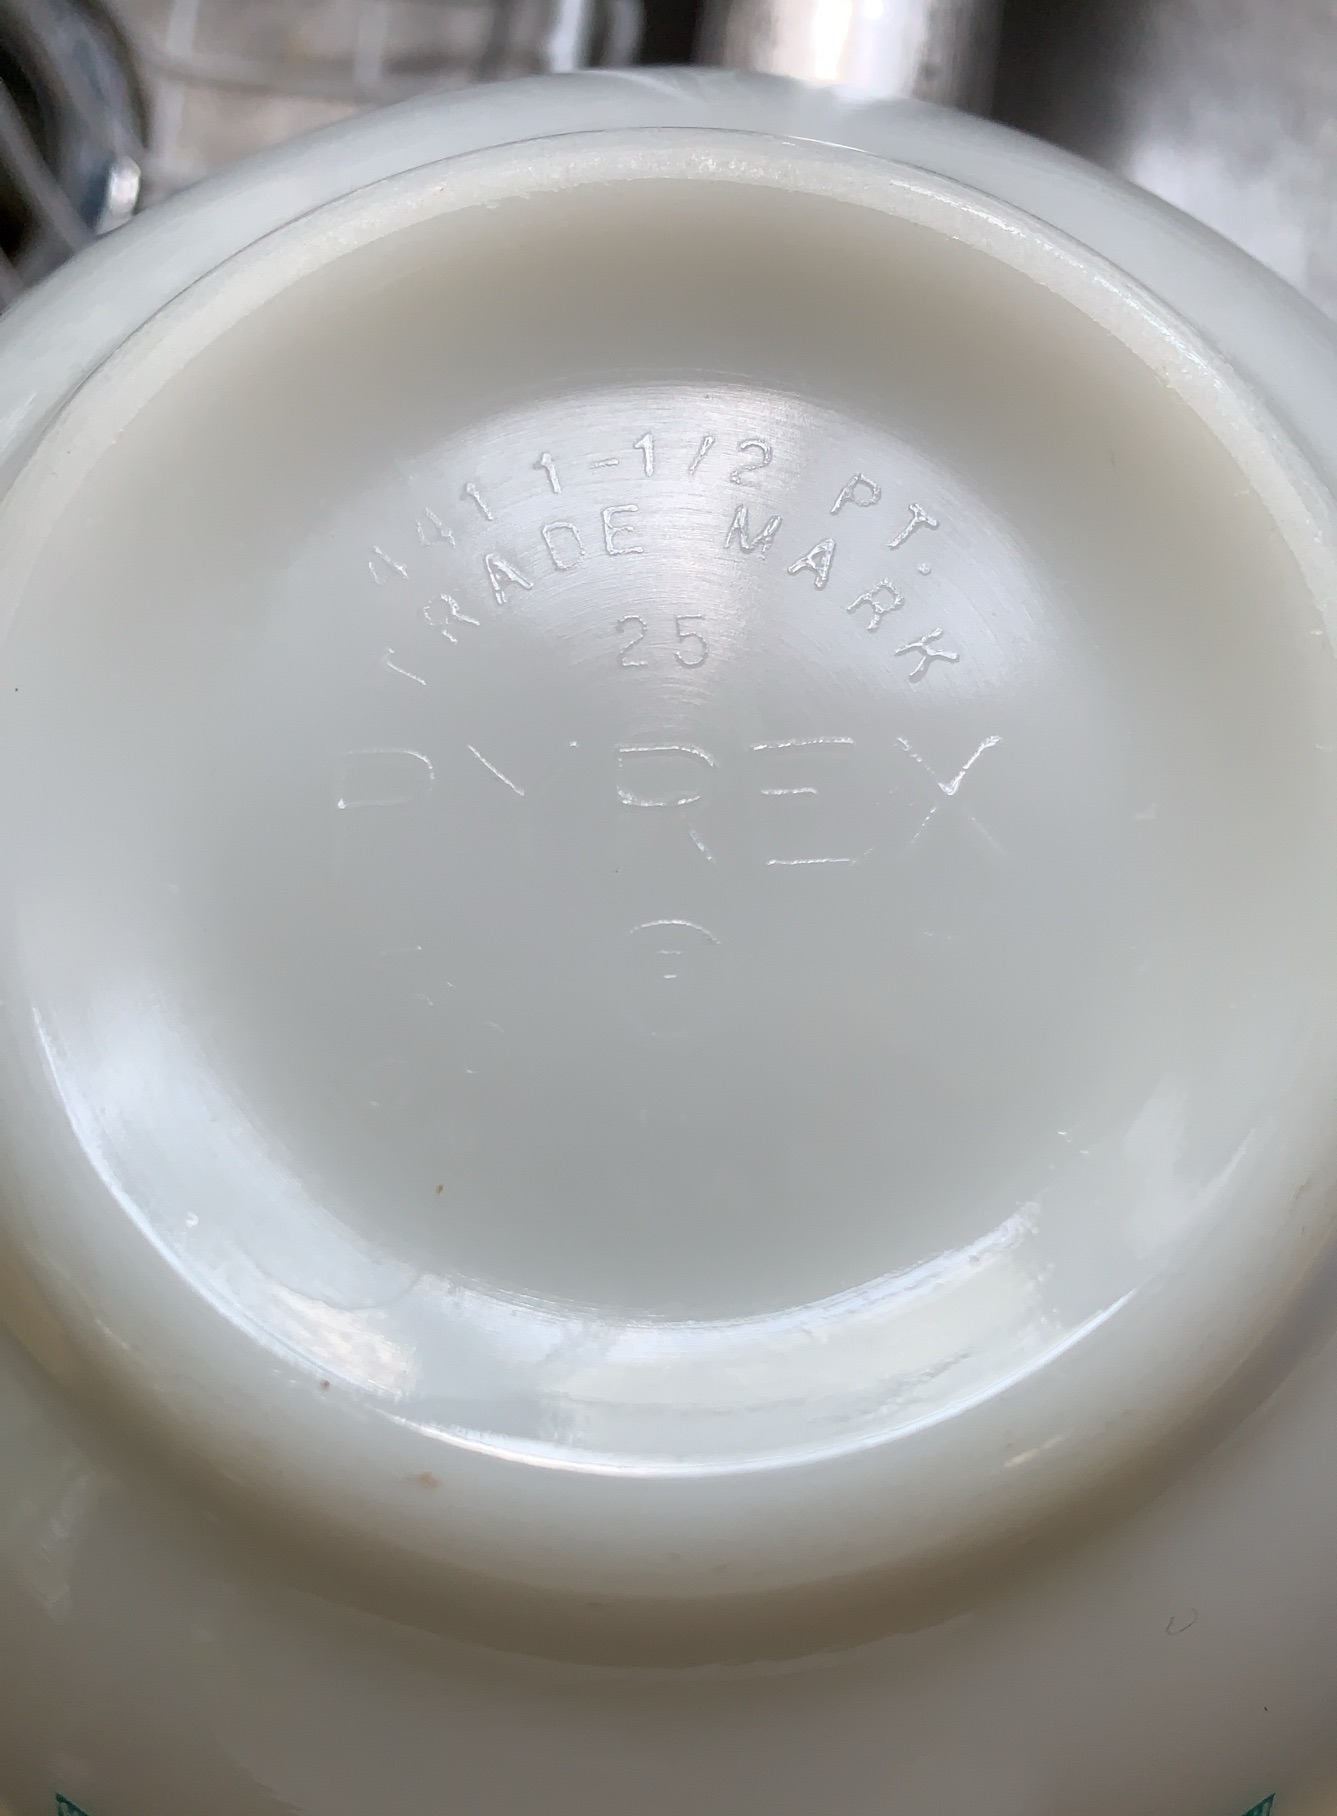 441 1-1/2 PT.
TRADE MARK
25
PYREX